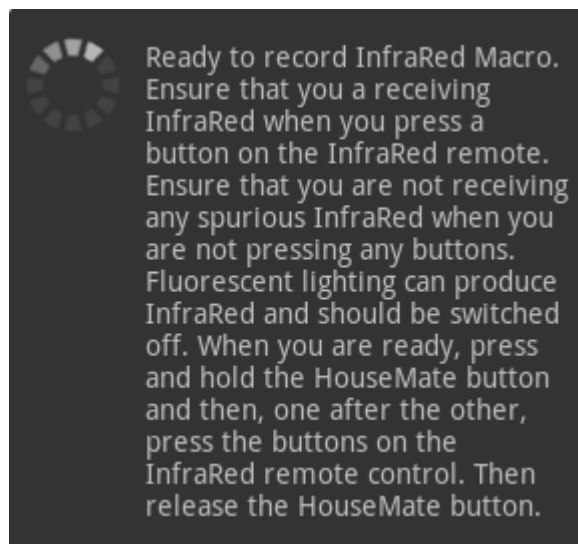 Ready to record InfraRed Macro.
Ensure that you a receiving
InfraRed when you press a
button on the InfraRed remote.
Ensure that you are not receiving
any spurious InfraRed when you
are not pressing any buttons.
Fluorescent lighting can produce
InfraRed and should be switched
off. When you are ready, press
and hold the HouseMate button
and then, one after the other,
press the buttons on the
InfraRed remote control. Then
release the HouseMate button.